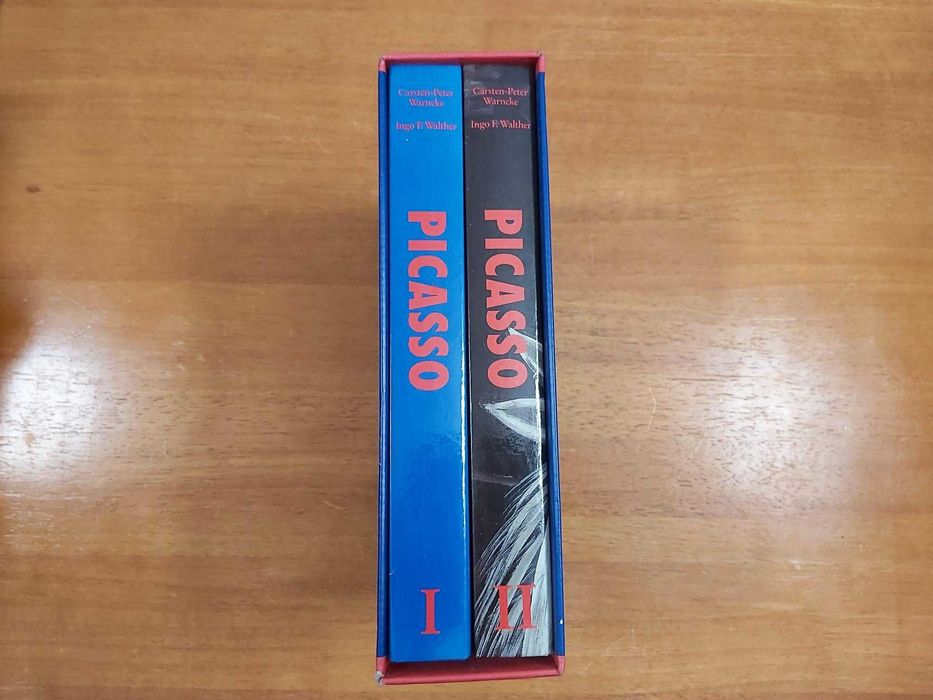 Carsten-Peter
Warncke
Ingo F. Walther
PICASSO
I
Carsten-Peter
Warncke
Ingo F. Walther
PICASSO
II